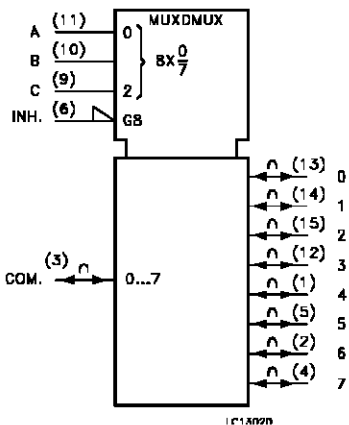 MUXDMUX
A (11) 0
B (10) 8X 0/7
C (9) 2
INH. (6) G8
(13) 0
(14) 1
(15) 2
(12) 3
COM. (3) ∩ 0...7
∩ (1) 4
∩ (5) 5
∩ (2) 6
∩ (4) 7
LC13020